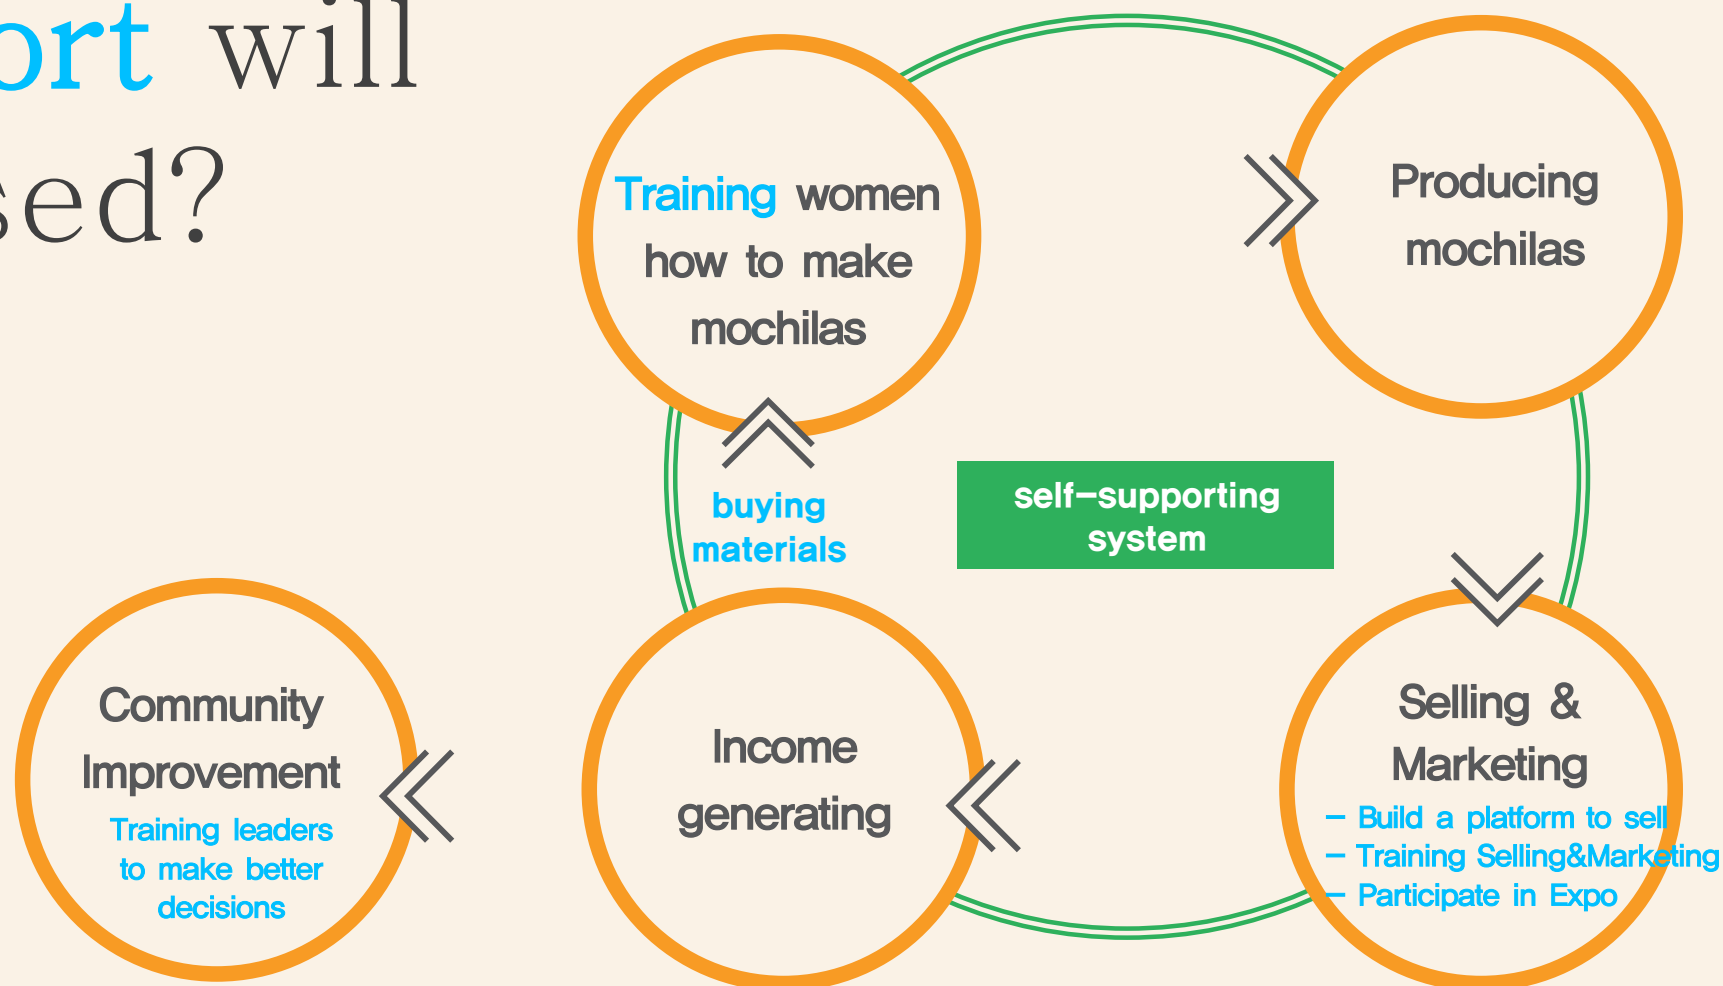 ort will
sed?
Training women
how to make
mochilas
Producing
mochilas
buying
materials
self-supporting
system
Selling &
Marketing
- Build a platform to sell
- Training Selling&Marketing
- Participate in Expo
Income
generating
Community
Improvement
Training leaders
to make better
decisions